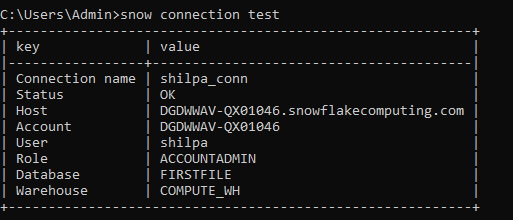 C:\Users\Admin>snow connection test
+-----------------------------------------------------------+
| key             | value                                   |
|-----------------+-----------------------------------------|
| Connection name | shilpa_conn                             |
| Status          | OK                                      |
| Host            | DGDWWAV-QX01046.snowflakecomputing.com  |
| Account         | DGDWWAV-QX01046                         |
| User            | shilpa                                  |
| Role            | ACCOUNTADMIN                            |
| Database        | FIRSTFILE                               |
| Warehouse       | COMPUTE_WH                              |
+-----------------------------------------------------------+